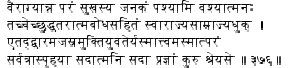 वैराग्यान्न परं सुखस्य जनकं पश्यामि वश्यात्मनः
तच्चेच्छुद्धतरात्मबोधसहितं स्वाराज्यसाम्राज्यधुक् ।
एतद्द्वारमजस्रमुक्तियुवतेर्यस्मात्त्वमस्मात्परं
सर्वत्रास्पृहया सदात्मनि सदा प्रज्ञां कुरु श्रेयसे ॥ ३७६॥